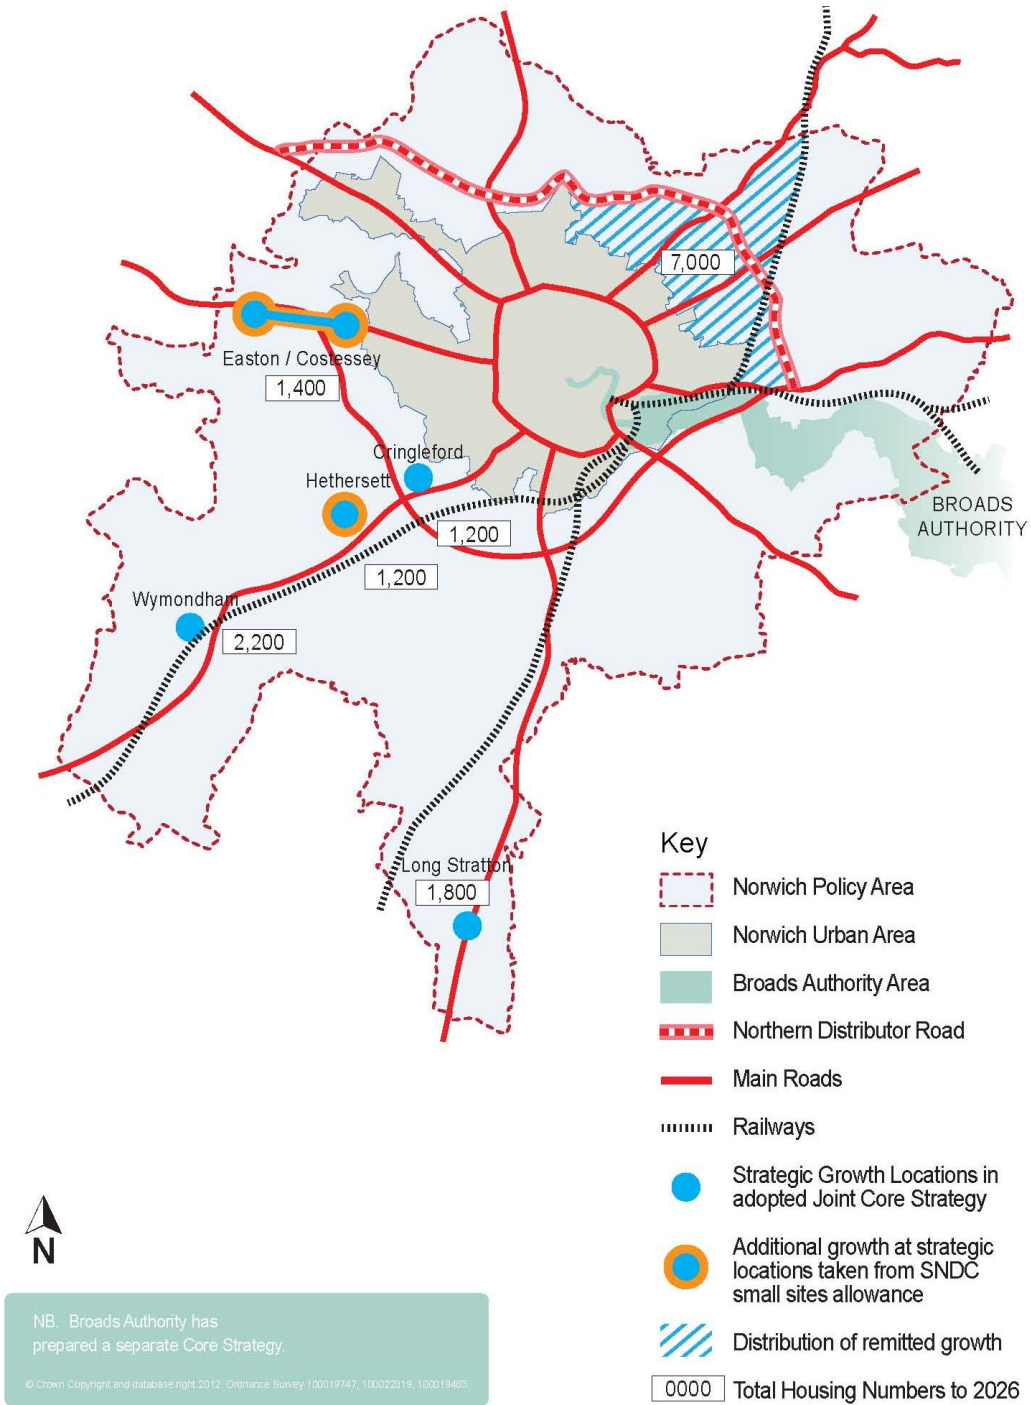 7,000
Easton / Costessey
1,400
Cringleford
Hethersett
BROADS
AUTHORITY
1,200
1,200
Wymondham
2,200
Long Stratton
1,800
Key
Norwich Policy Area
Norwich Urban Area
Broads Authority Area
Northern Distributor Road
Main Roads
Railways
Strategic Growth Locations in
adopted Joint Core Strategy
Additional growth at strategic
locations taken from SNDC
small sites allowance
Distribution of remitted growth
0000 Total Housing Numbers to 2026
N
NB. Broads Authority has
prepared a separate Core Strategy.
© Crown Copyright and database right 2012. Ordnance Survey 100019747, 100022319, 100019483